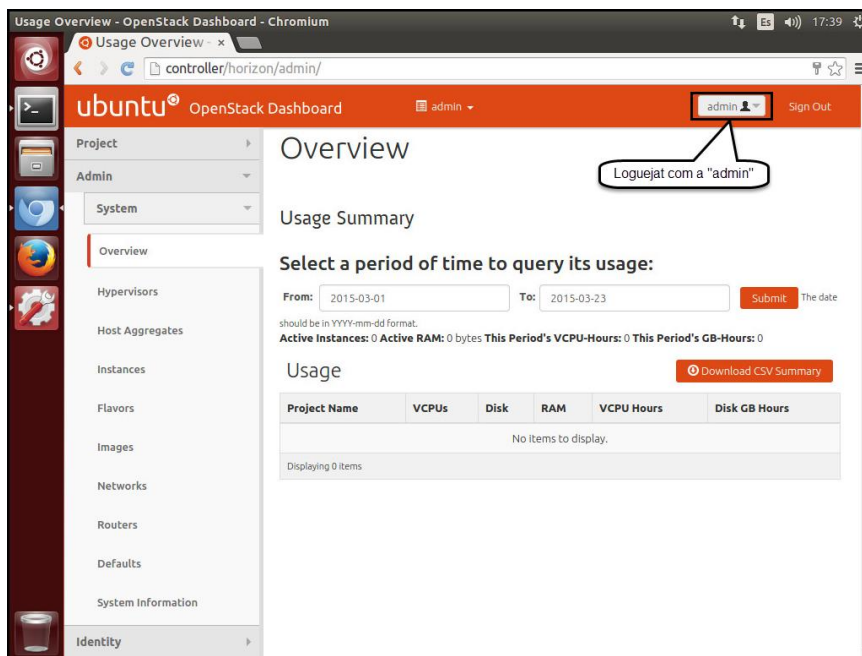 Usage Overview - OpenStack Dashboard - Chromium
Es
17:39
Usage Overview - ×
controller/horizon/admin/
ubuntu® OpenStack Dashboard
admin
admin
Sign Out
Loguejat com a "admin"
Project
Admin
System
Overview
Hypervisors
Host Aggregates
Instances
Flavors
Images
Networks
Routers
Defaults
System Information
Identity
Overview
Usage Summary
Select a period of time to query its usage:
From: 2015-03-01 To: 2015-03-23 Submit The date
should be in YYYY-mm-dd format.
Active Instances: 0 Active RAM: 0 bytes This Period's VCPU-Hours: 0 This Period's GB-Hours: 0
Usage
Download CSV Summary
Project Name VCPUs Disk RAM VCPU Hours Disk GB Hours
No items to display.
Displaying 0 items